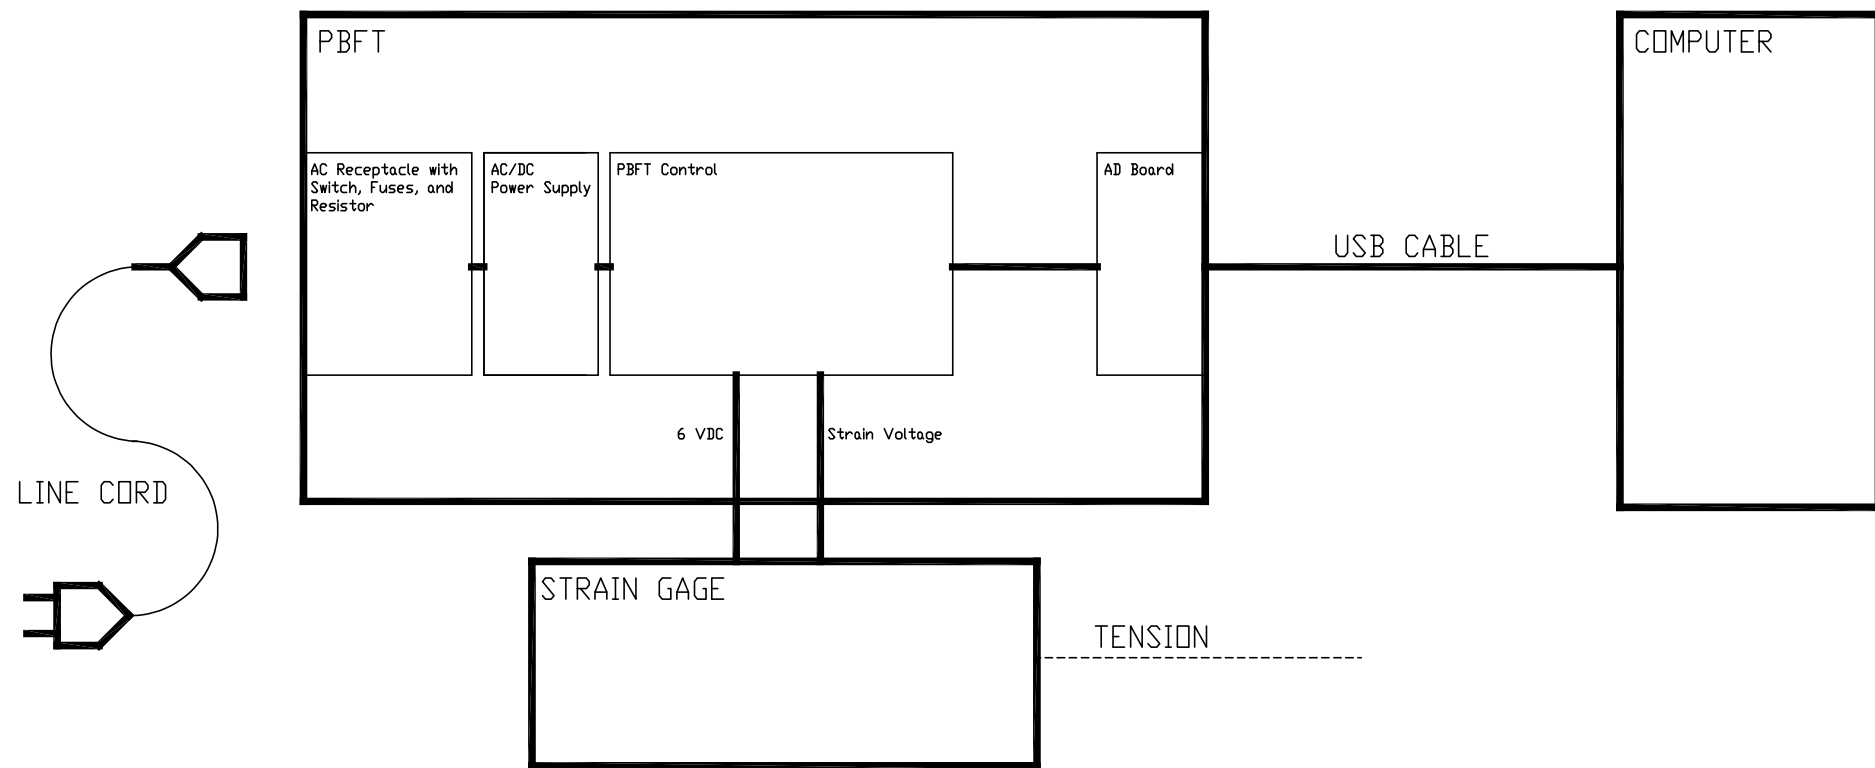 PBFT
COMPUTER
AC Receptacle with
Switch, Fuses, and
Resistor
AC/DC
Power Supply
PBFT Control
AD Board
USB CABLE
6 VDC
Strain Voltage
LINE CORD
STRAIN GAGE
TENSION